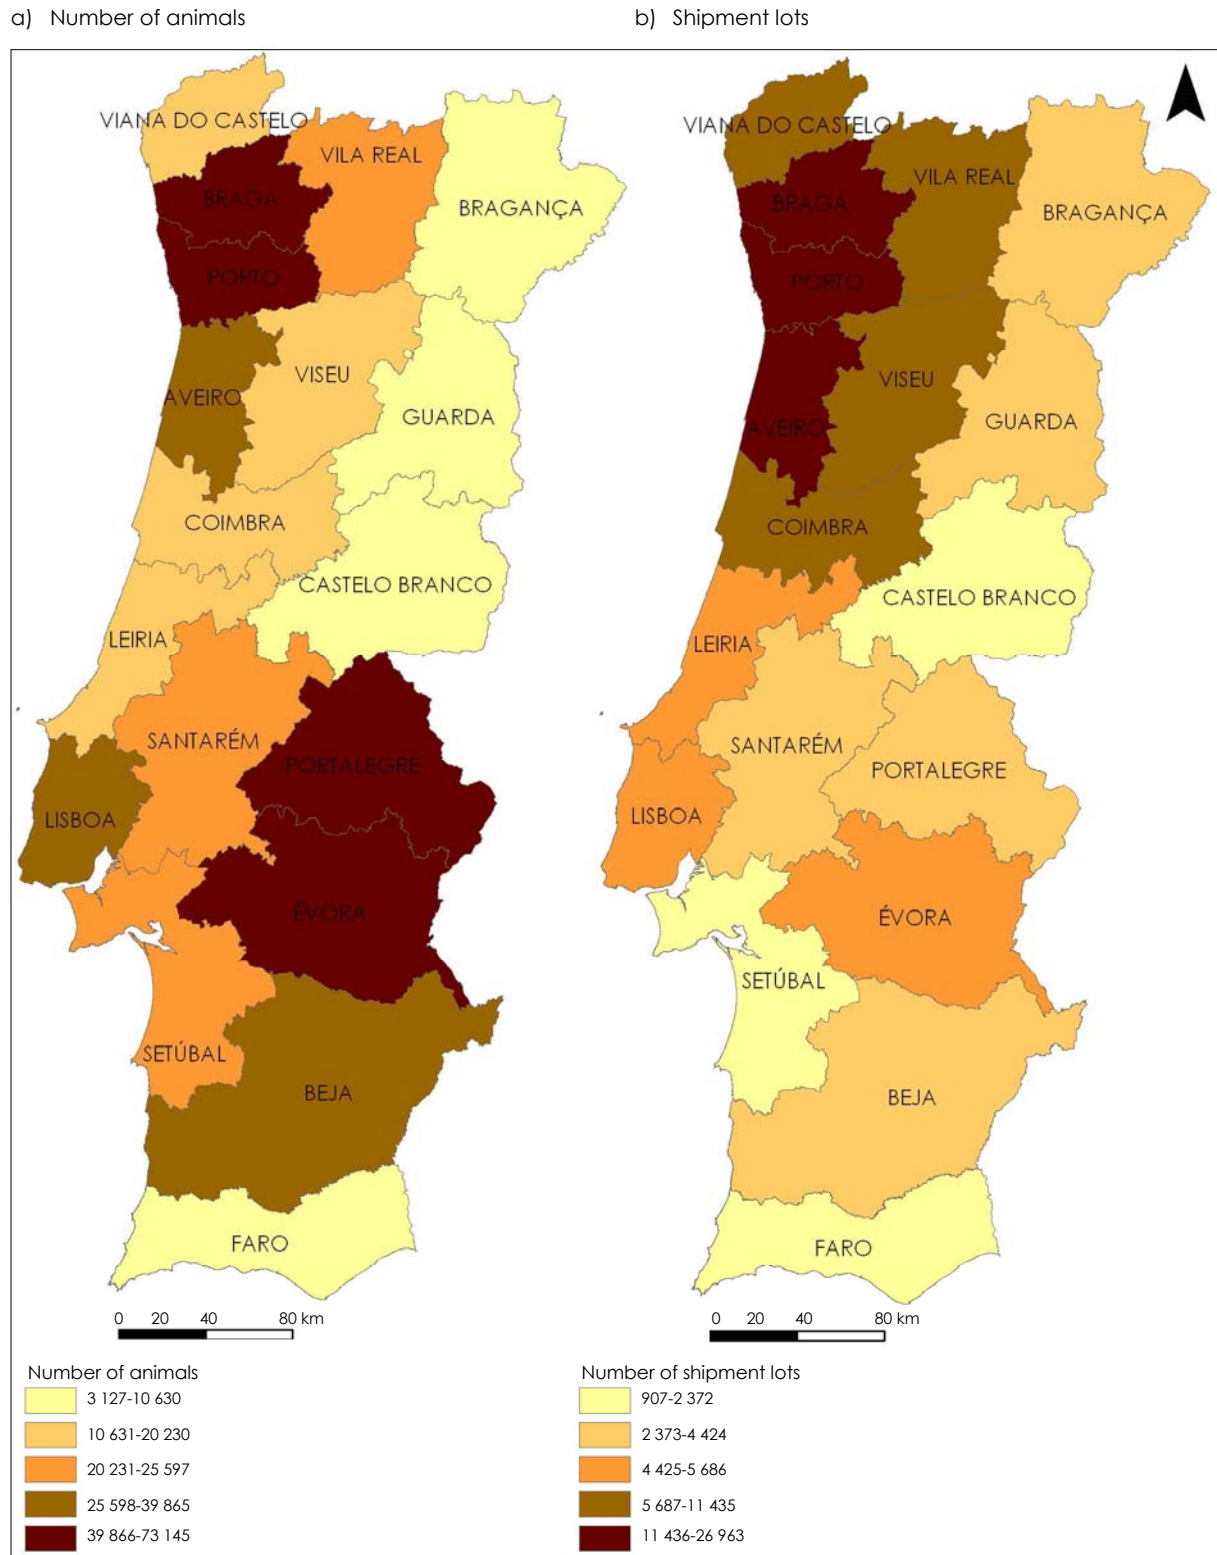 a) Number of animals
b) Shipment lots
VIANA DO CASTELO
VILA REAL
BRAGA
BRAGANÇA
PORTO
VISEU
AVEIRO
GUARDA
COIMBRA
CASTELO BRANCO
LEIRIA
SANTARÉM
PORTALEGRE
LISBOA
ÉVORA
SETÚBAL
BEJA
FARO
0 20 40 80 km
VIANA DO CASTELO
VILA REAL
BRAGA
BRAGANÇA
PORTO
VISEU
AVEIRO
GUARDA
COIMBRA
CASTELO BRANCO
LEIRIA
SANTARÉM
PORTALEGRE
LISBOA
ÉVORA
SETÚBAL
BEJA
FARO
0 20 40 80 km
Number of animals
3 127-10 630
10 631-20 230
20 231-25 597
25 598-39 865
39 866-73 145
Number of shipment lots
907-2 372
2 373-4 424
4 425-5 686
5 687-11 435
11 436-26 963